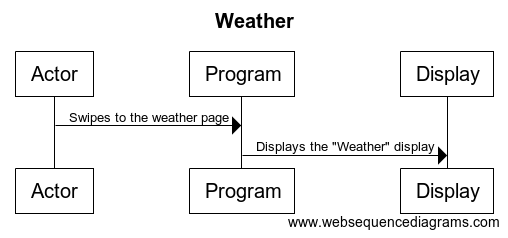 Weather
Actor Program Display
Swipes to the weather page
Displays the "Weather" display
Actor Program Display
www.websequencediagrams.com